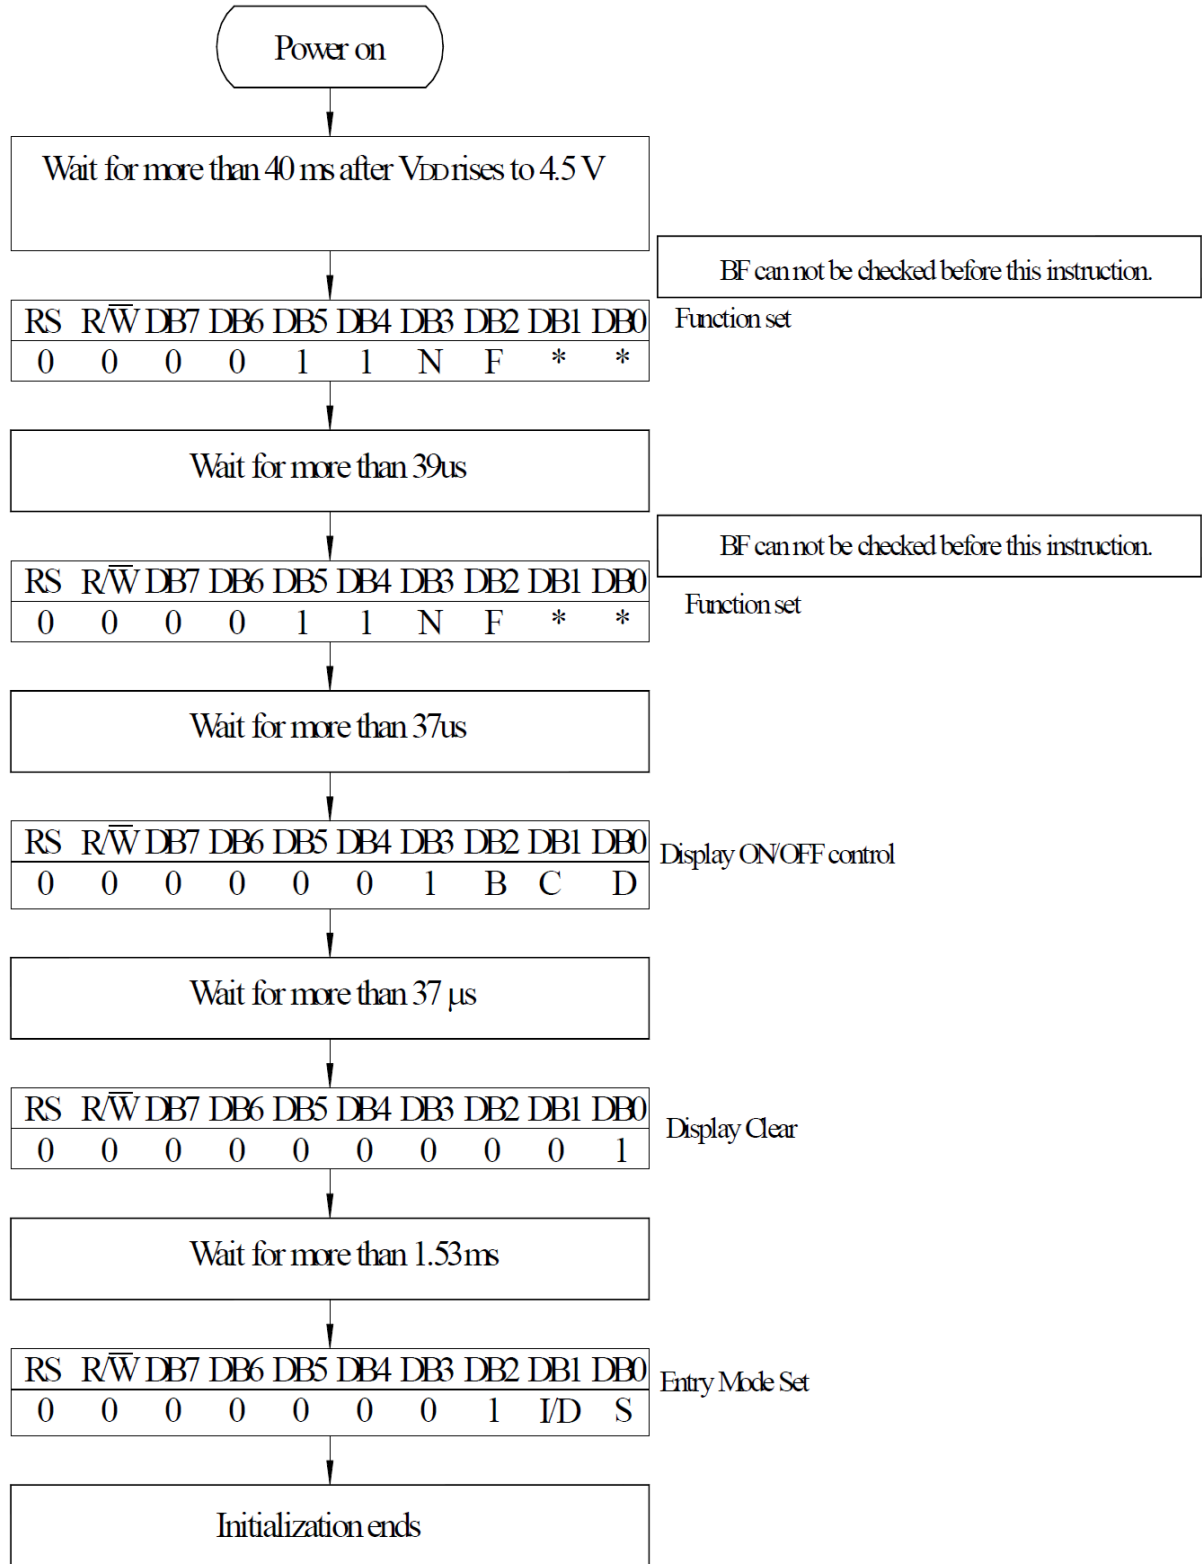 Power on
Wait for more than 40 ms after VDD rises to 4.5 V
BF can not be checked before this instruction.
RS R/W̅ DB7 DB6 DB5 DB4 DB3 DB2 DB1 DB0
Function set
0 0 0 0 1 1 N F * *
Wait for more than 39us
BF can not be checked before this instruction.
RS R/W̅ DB7 DB6 DB5 DB4 DB3 DB2 DB1 DB0
Function set
0 0 0 0 1 1 N F * *
Wait for more than 37us
RS R/W̅ DB7 DB6 DB5 DB4 DB3 DB2 DB1 DB0
Display ON/OFF control
0 0 0 0 0 0 1 B C D
Wait for more than 37 μs
RS R/W̅ DB7 DB6 DB5 DB4 DB3 DB2 DB1 DB0
Display Clear
0 0 0 0 0 0 0 0 0 1
Wait for more than 1.53ms
RS R/W̅ DB7 DB6 DB5 DB4 DB3 DB2 DB1 DB0
Entry Mode Set
0 0 0 0 0 0 0 1 I/D S
Initialization ends